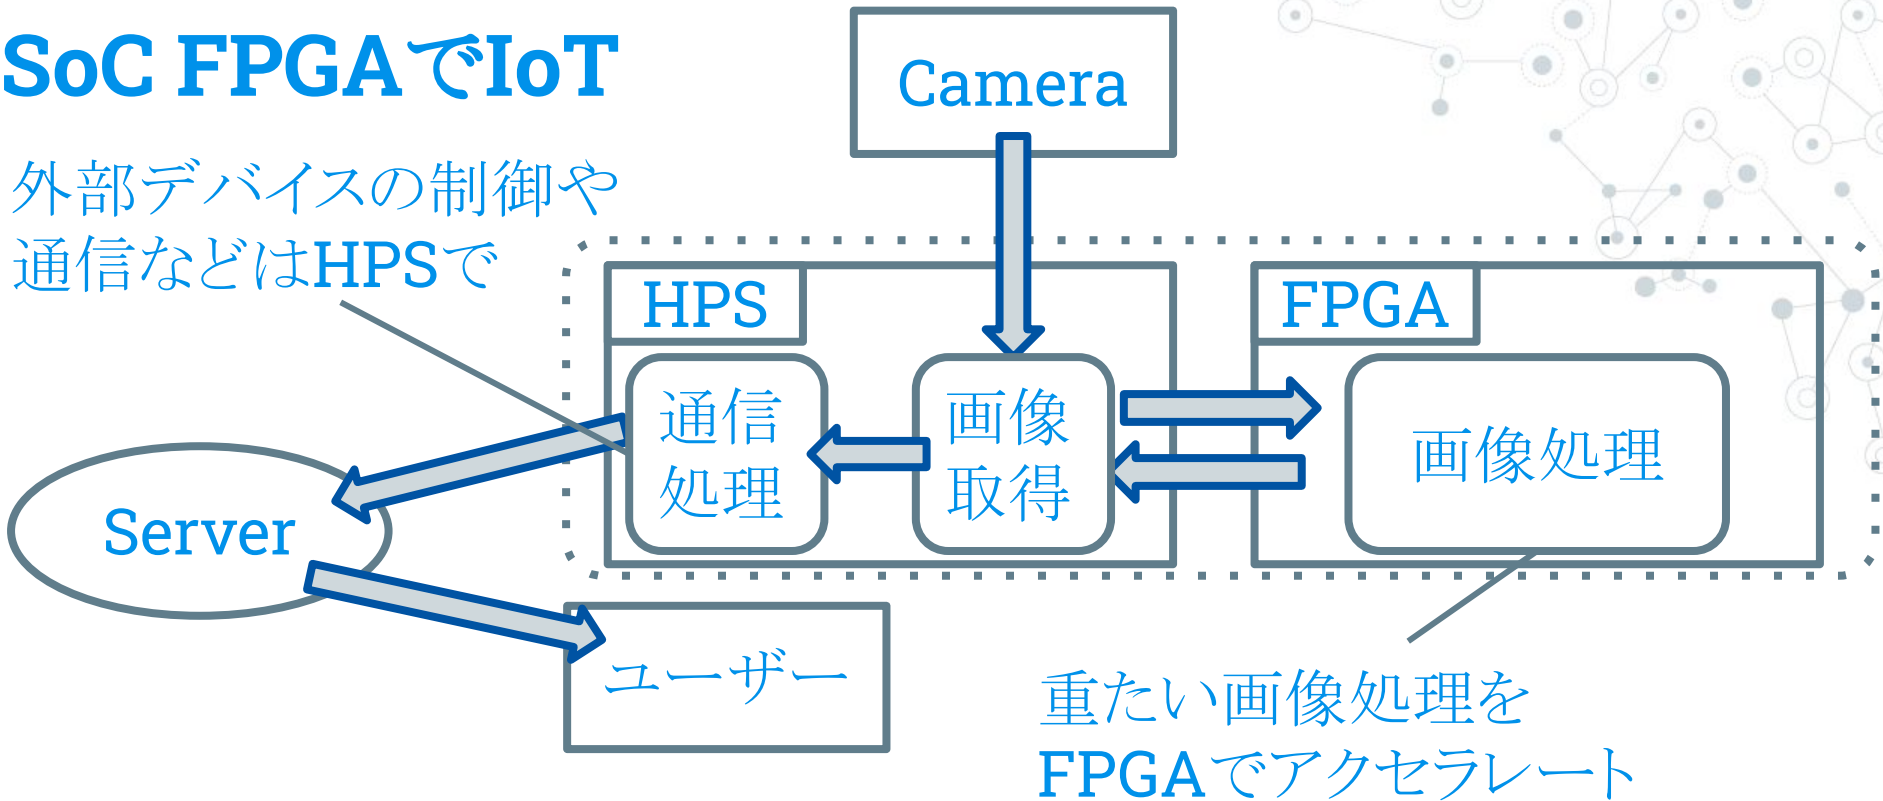 SoC FPGAでIoT
Camera
外部デバイスの制御や
通信などはHPSで
HPS
FPGA
通信
処理
画像
取得
画像処理
Server
ユーザー
重たい画像処理を
FPGAでアクセラレート